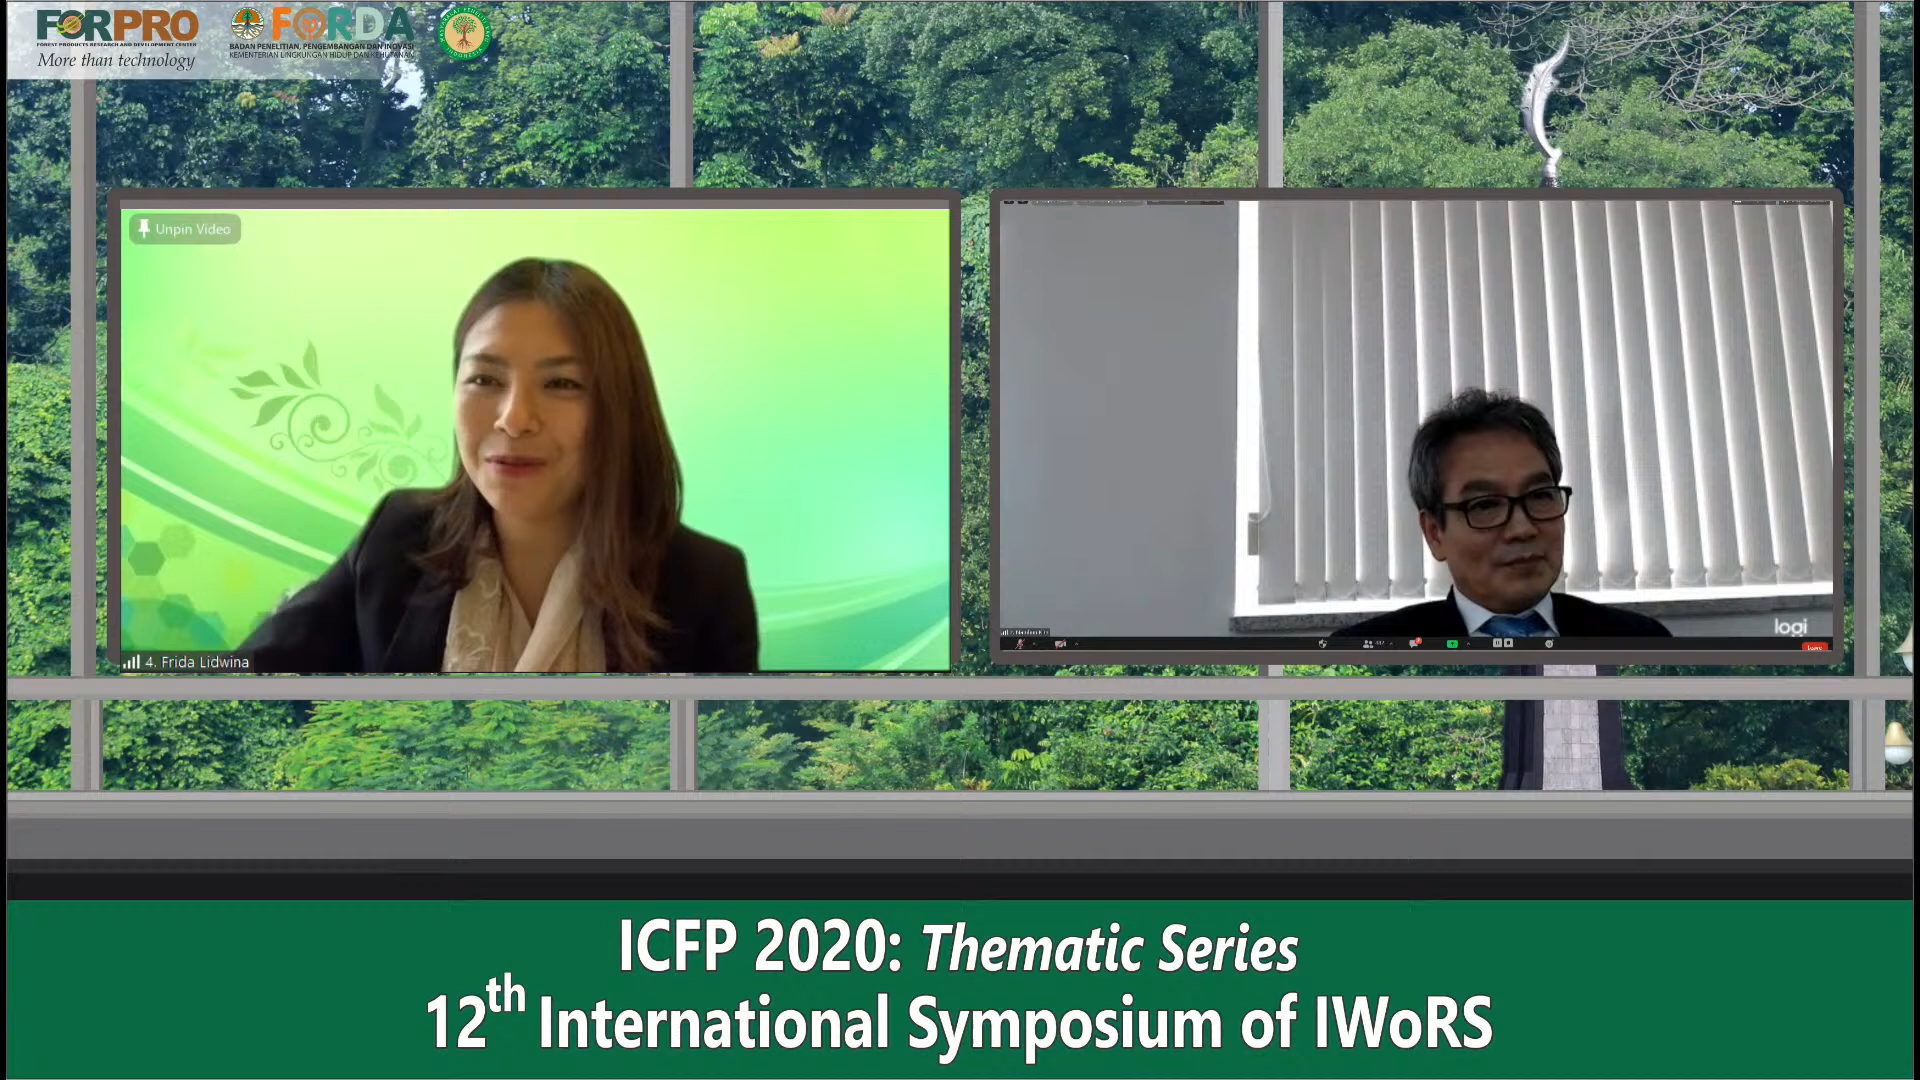 FORPRO
FOREST PRODUCTS RESEARCH AND DEVELOPMENT CENTER
More than technology
FORDA
BADAN PENELITIAN, PENGEMBANGAN DAN INOVASI
KEMENTERIAN LINGKUNGAN HIDUP DAN KEHUTANAN
Unpin Video
4. Frida Lidwina
logi
Leave
ICFP 2020: Thematic Series
12th International Symposium of IWoRS